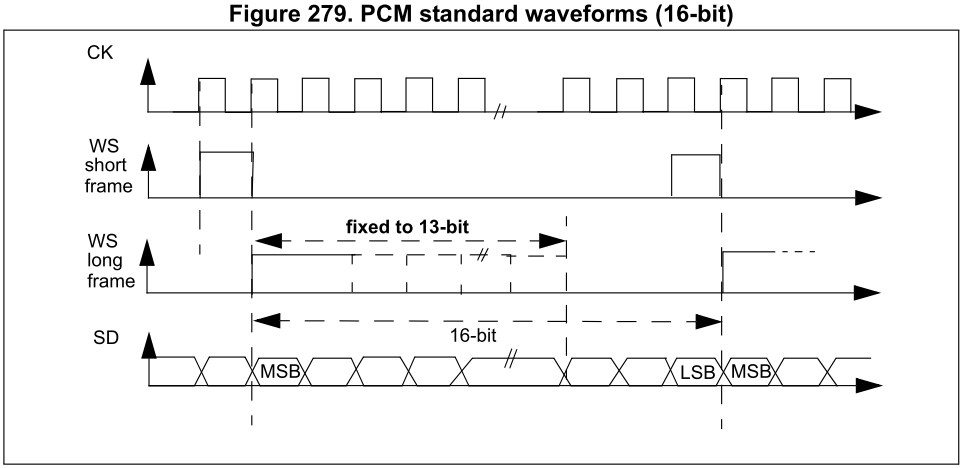 Figure 279. PCM standard waveforms (16-bit)
CK
WS
short
frame
fixed to 13-bit
WS
long
frame
16-bit
SD
MSB
LSB
MSB